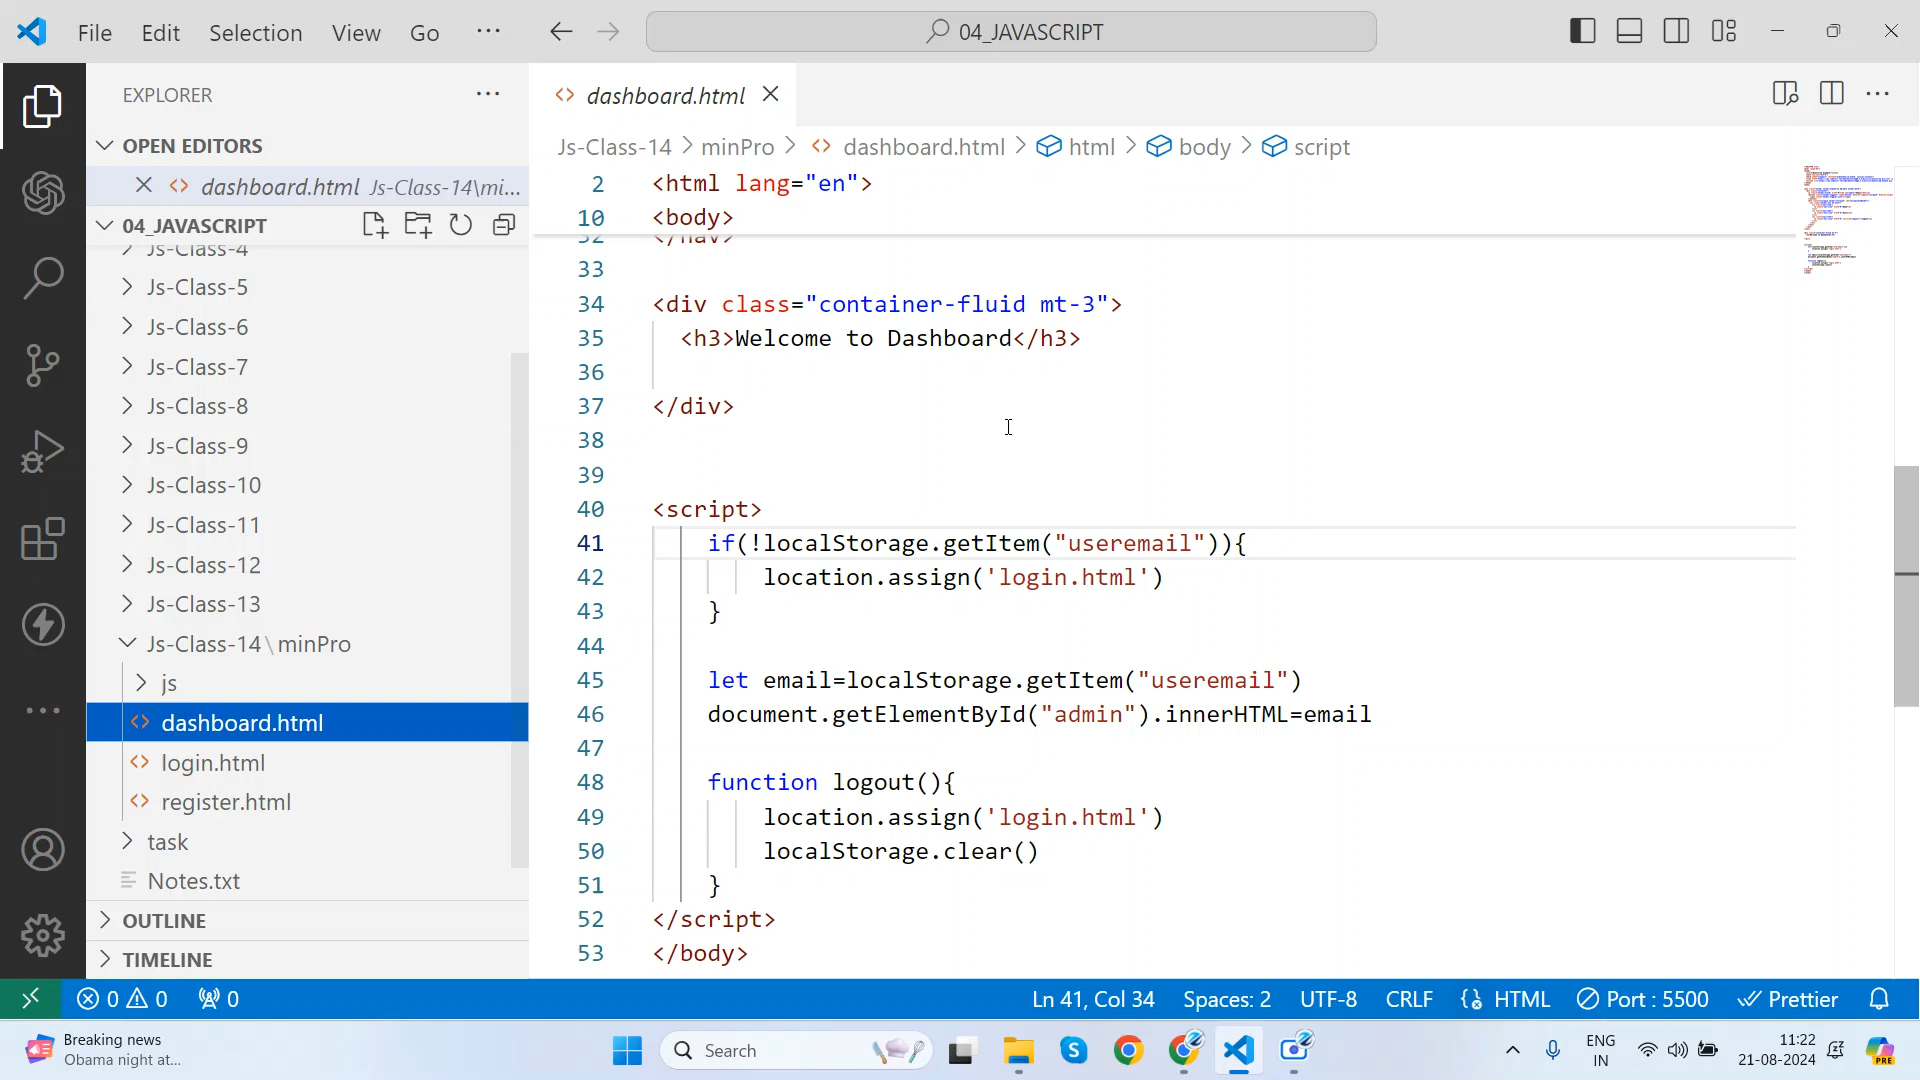 File Edit Selection View Go ...
04_JAVASCRIPT
EXPLORER
OPEN EDITORS
dashboard.html Js-Class-14\mi...
04_JAVASCRIPT
Js-Class-4
Js-Class-5
Js-Class-6
Js-Class-7
Js-Class-8
Js-Class-9
Js-Class-10
Js-Class-11
Js-Class-12
Js-Class-13
Js-Class-14\minPro
js
dashboard.html
login.html
register.html
task
Notes.txt
OUTLINE
TIMELINE
dashboard.html
Js-Class-14 > minPro > dashboard.html > html > body > script
2 <html lang="en">
10 <body>
32 </nav>
33
34 <div class="container-fluid mt-3">
35 <h3>Welcome to Dashboard</h3>
36
37 </div>
38
39
40 <script>
41 if(!localStorage.getItem("useremail")){
42 location.assign('login.html')
43 }
44
45 let email=localStorage.getItem("useremail")
46 document.getElementById("admin").innerHTML=email
47
48 function logout(){
49 location.assign('login.html')
50 localStorage.clear()
51 }
52 </script>
53 </body>
0 0 0
Ln 41, Col 34 Spaces: 2 UTF-8 CRLF HTML Port : 5500 Prettier
Breaking news
Obama night at...
Search
ENG
IN
11:22
21-08-2024
PRE